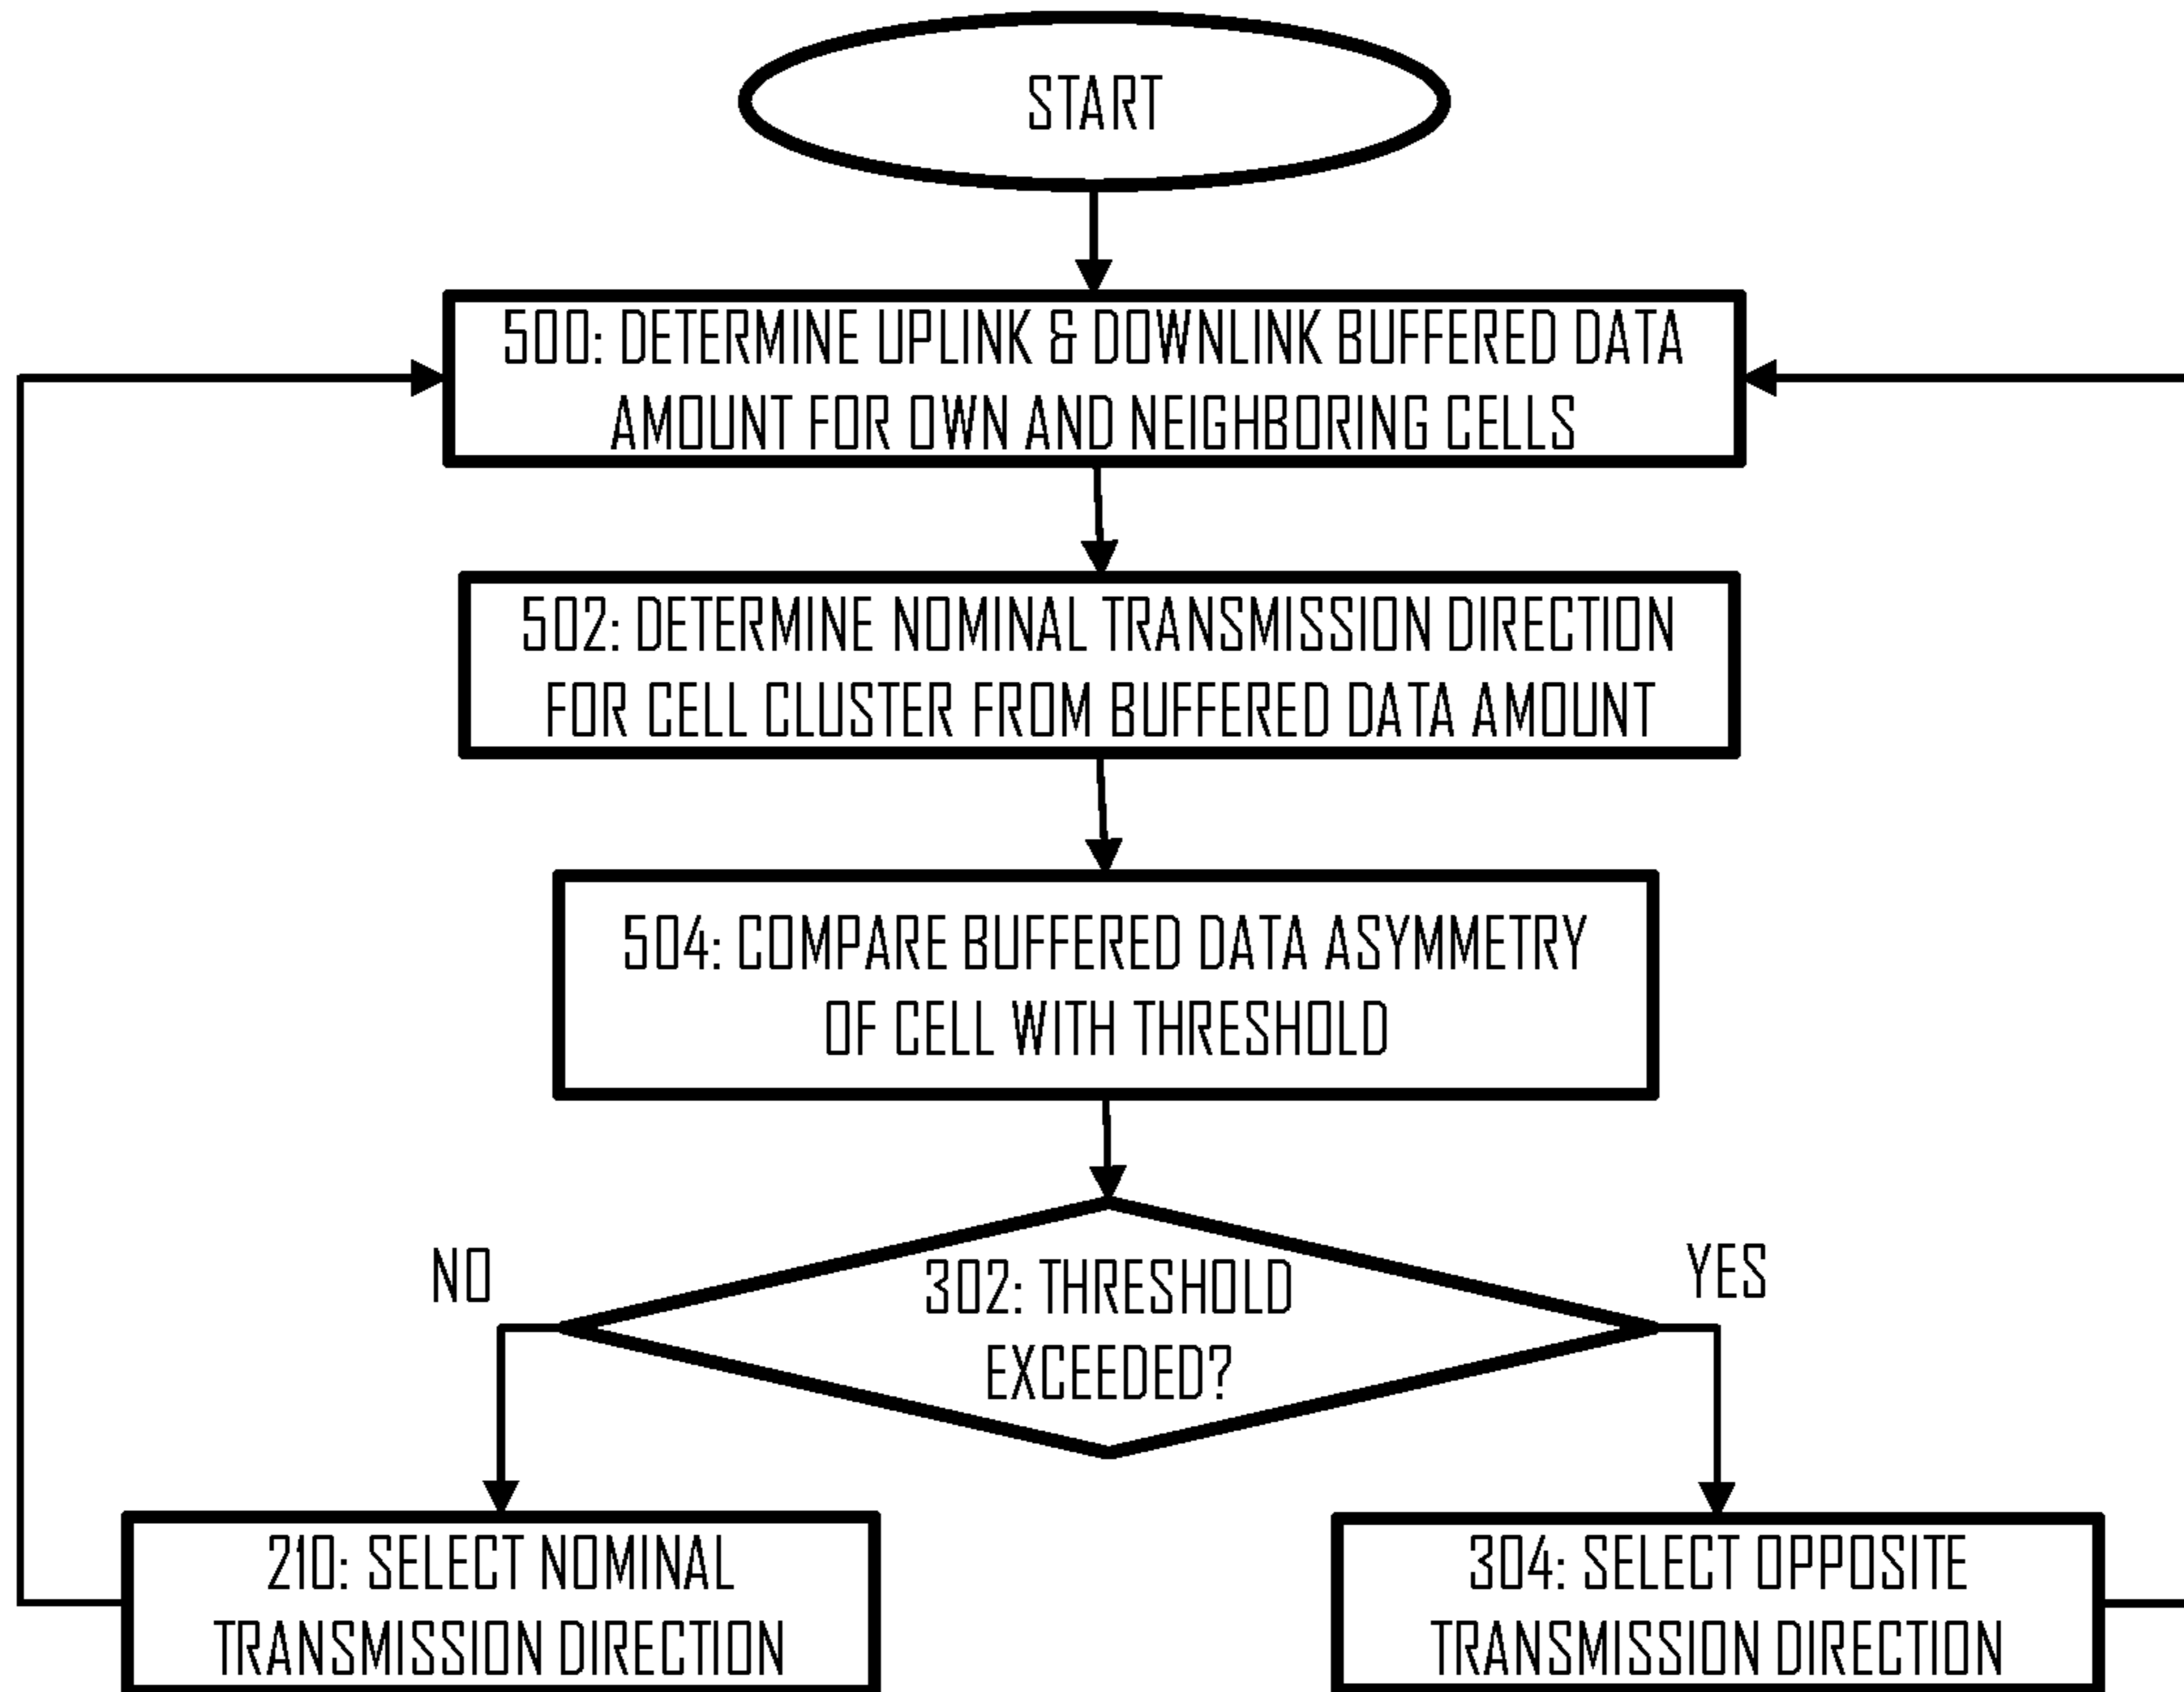 START
500: DETERMINE UPLINK & DOWNLINK BUFFERED DATA
AMOUNT FOR OWN AND NEIGHBORING CELLS
502: DETERMINE NOMINAL TRANSMISSION DIRECTION
FOR CELL CLUSTER FROM BUFFERED DATA AMOUNT
504: COMPARE BUFFERED DATA ASYMMETRY
OF CELL WITH THRESHOLD
NO
302: THRESHOLD
EXCEEDED?
YES
210: SELECT NOMINAL
TRANSMISSION DIRECTION
304: SELECT OPPOSITE
TRANSMISSION DIRECTION